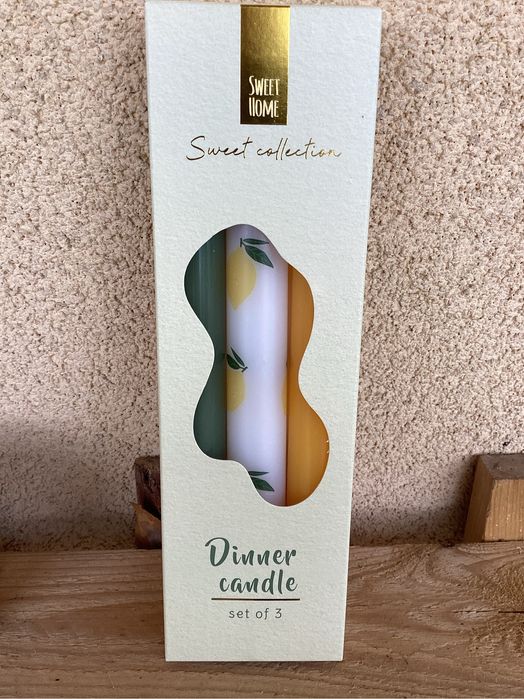 SWEET
HOME
Sweet collection
Dinner
candle
set of 3